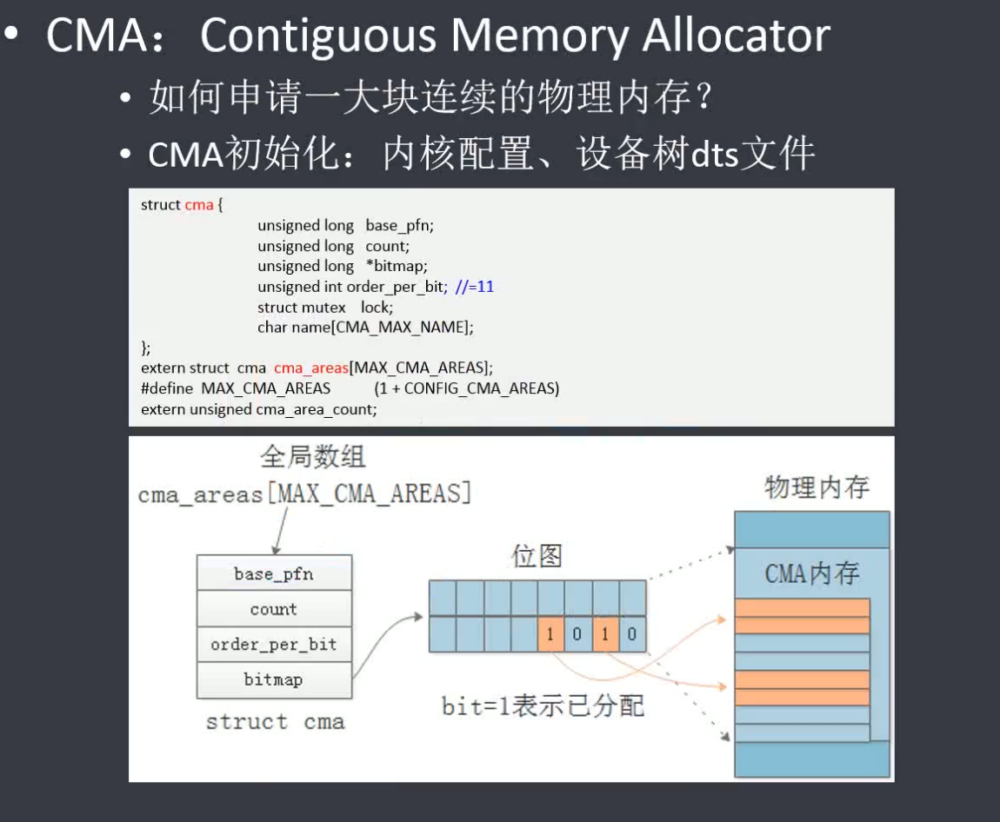 • CMA： Contiguous Memory Allocator
• 如何申请一大块连续的物理内存？
• CMA初始化：内核配置、设备树dts文件
struct cma {
unsigned long base_pfn;
unsigned long count;
unsigned long *bitmap;
unsigned int order_per_bit; //=11
struct mutex lock;
char name[CMA_MAX_NAME];
};
extern struct cma cma_areas[MAX_CMA_AREAS];
#define MAX_CMA_AREAS (1 + CONFIG_CMA_AREAS)
extern unsigned cma_area_count;
全局数组
cma_areas[MAX_CMA_AREAS]
base_pfn
count
order_per_bit
bitmap
struct cma
位图
1 0 1 0
bit=1表示已分配
物理内存
CMA内存